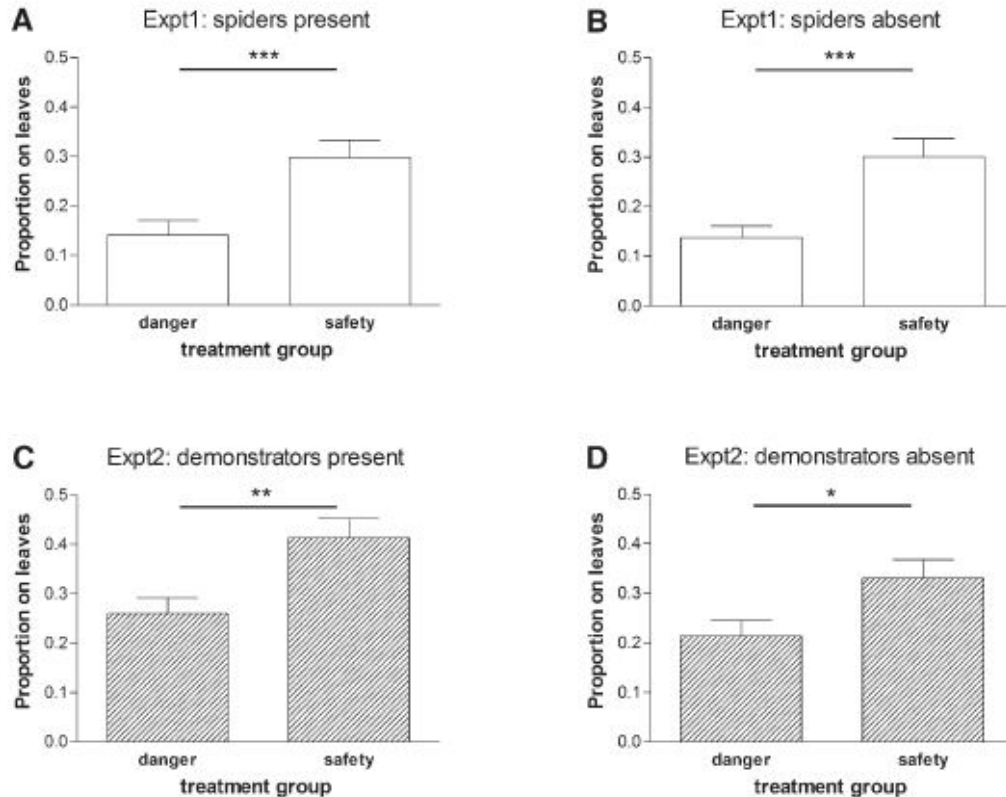 A
Expt1: spiders present
Proportion on leaves
0.5
0.4
0.3
0.2
0.1
0.0
***
danger safety
treatment group
B
Expt1: spiders absent
Proportion on leaves
0.5
0.4
0.3
0.2
0.1
0.0
***
danger safety
treatment group
C
Expt2: demonstrators present
Proportion on leaves
0.5
0.4
0.3
0.2
0.1
0.0
**
danger safety
treatment group
D
Expt2: demonstrators absent
Proportion on leaves
0.5
0.4
0.3
0.2
0.1
0.0
*
danger safety
treatment group